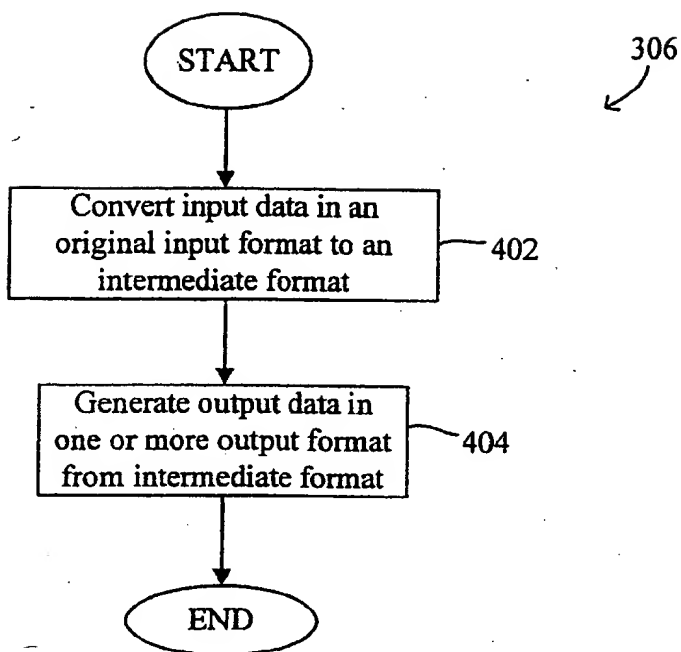 START
306
Convert input data in an
original input format to an
intermediate format
402
Generate output data in
one or more output format
from intermediate format
404
END